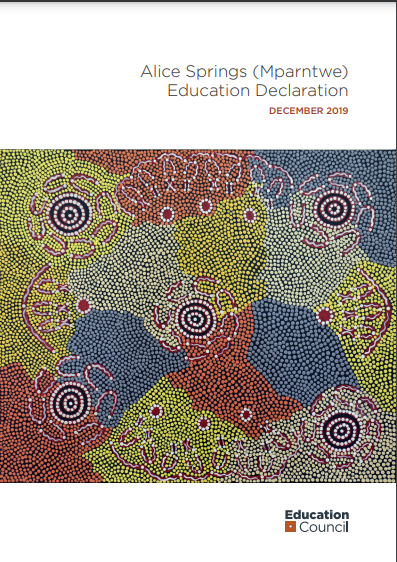 Alice Springs (Mparntwe)
Education Declaration
DECEMBER 2019
Education
Council